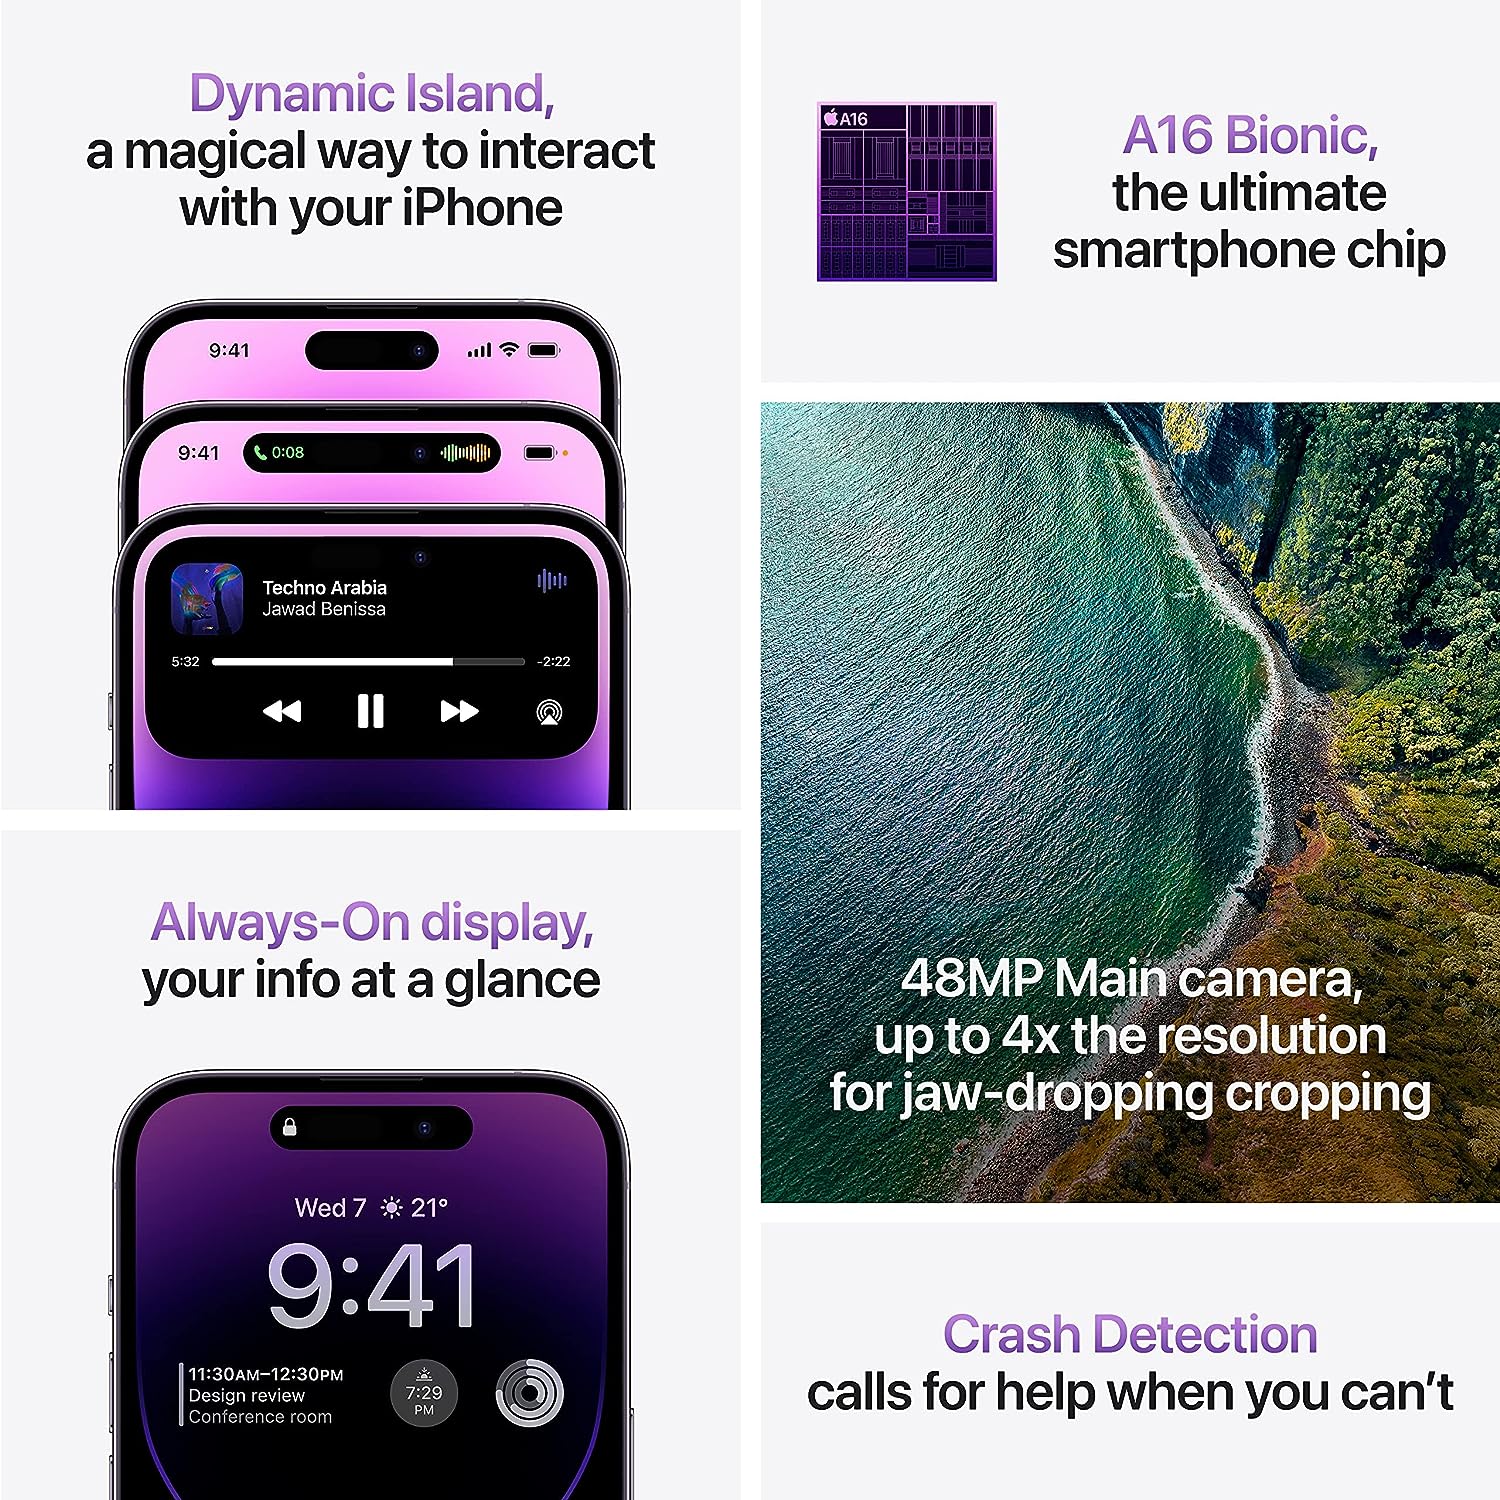 Dynamic Island,
a magical way to interact
with your iPhone
9:41
9:41
0:08
Techno Arabia
Jawad Benissa
5:32
-2:22
A16
A16 Bionic,
the ultimate
smartphone chip
48MP Main camera,
up to 4x the resolution
for jaw-dropping cropping
Always-On display,
your info at a glance
Wed 7 21°
9:41
11:30AM–12:30PM
Design review
Conference room
7:29
PM
Crash Detection
calls for help when you can’t